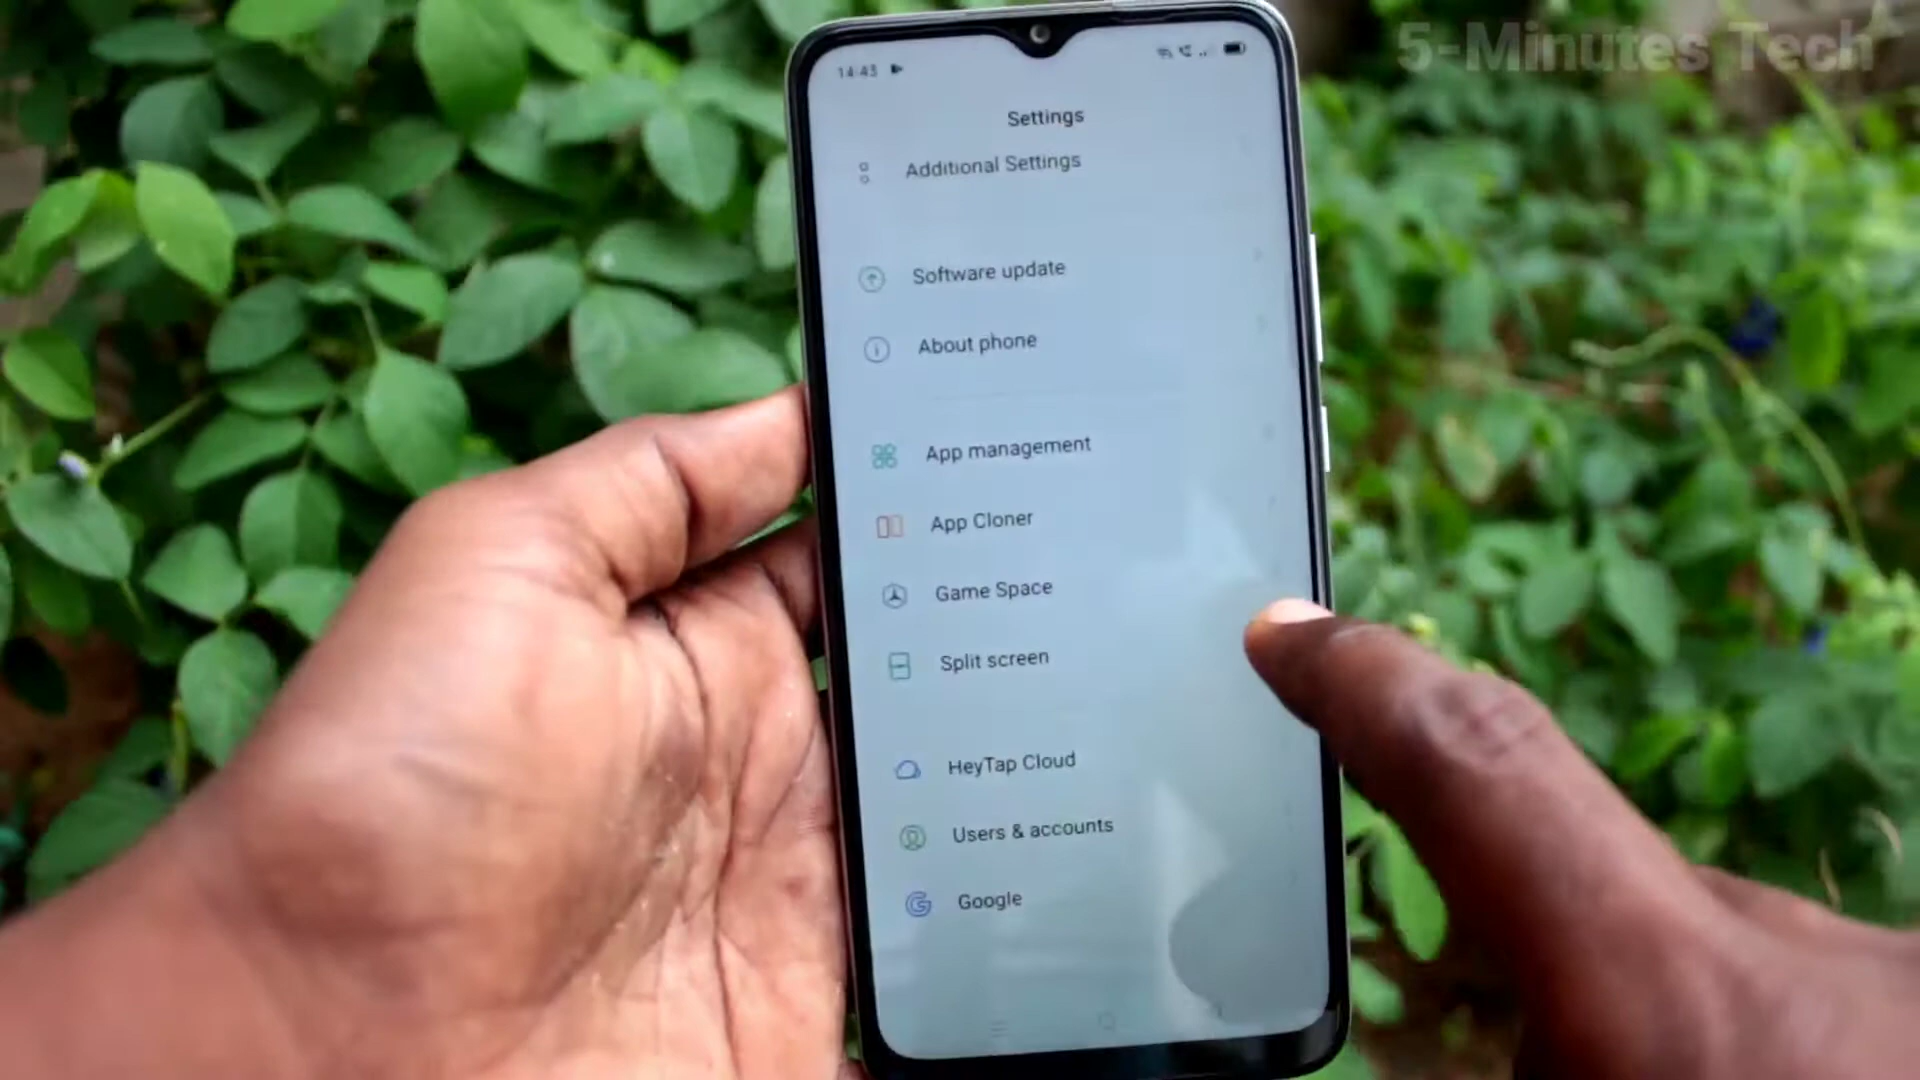 5-Minutes Tech
14:43
Settings
Additional Settings
Software update
About phone
App management
App Cloner
Game Space
Split screen
HeyTap Cloud
Users & accounts
Google